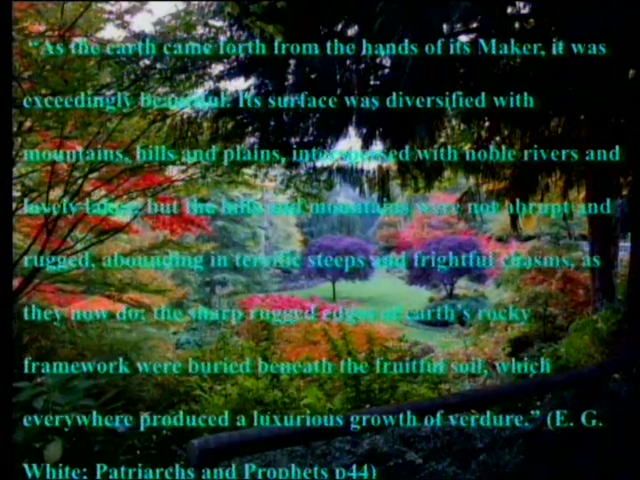 “As the earth came forth from the hands of its Maker, it was
exceedingly beautiful. Its surface was diversified with
mountains, hills and plains, interspersed with noble rivers and
lovely lakes; but the hills and mountains were not abrupt and
rugged, abounding in terrific steeps and frightful chasms, as
they now do; the sharp rugged edges of earth's rocky
framework were buried beneath the fruitful soil, which
everywhere produced a luxurious growth of verdure.” (E. G.
White; Patriarchs and Prophets p44)